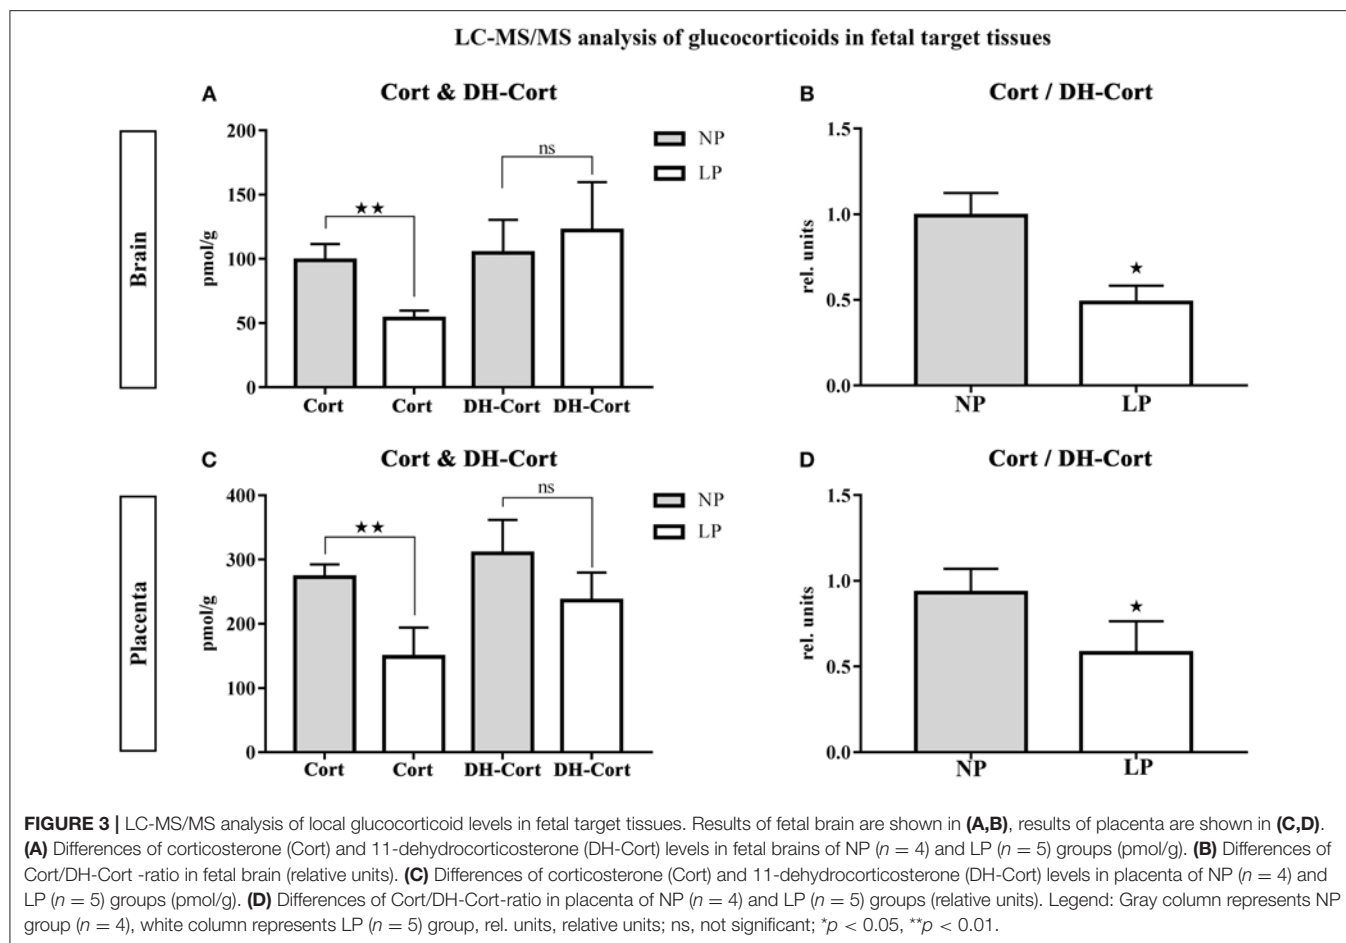 LC-MS/MS analysis of glucocorticoids in fetal target tissues
Brain
A
Cort & DH-Cort
200
150
100
50
0
pmol/g
★★
ns
NP
LP
Cort
Cort
DH-Cort
DH-Cort
B
Cort / DH-Cort
1.5
1.0
0.5
0.0
rel. units
★
NP
LP
Placenta
C
Cort & DH-Cort
400
300
200
100
0
pmol/g
★★
ns
NP
LP
Cort
Cort
DH-Cort
DH-Cort
D
Cort / DH-Cort
1.5
1.0
0.5
0.0
rel. units
★
NP
LP
FIGURE 3 | LC-MS/MS analysis of local glucocorticoid levels in fetal target tissues. Results of fetal brain are shown in (A,B), results of placenta are shown in (C,D).
(A) Differences of corticosterone (Cort) and 11-dehydrocorticosterone (DH-Cort) levels in fetal brains of NP (n = 4) and LP (n = 5) groups (pmol/g). (B) Differences of
Cort/DH-Cort -ratio in fetal brain (relative units). (C) Differences of corticosterone (Cort) and 11-dehydrocorticosterone (DH-Cort) levels in placenta of NP (n = 4) and
LP (n = 5) groups (pmol/g). (D) Differences of Cort/DH-Cort-ratio in placenta of NP (n = 4) and LP (n = 5) groups (relative units). Legend: Gray column represents NP
group (n = 4), white column represents LP (n = 5) group, rel. units, relative units; ns, not significant; *p < 0.05, **p < 0.01.